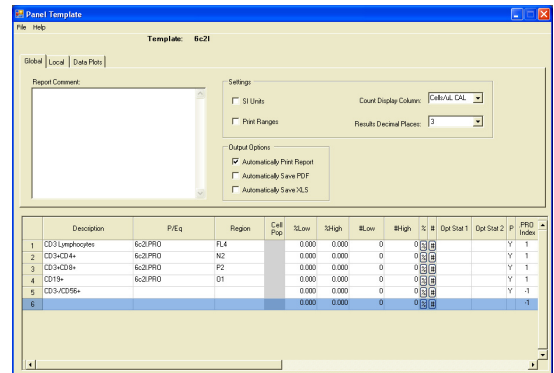 Panel Template
File Help
Template: 6c2l
Global Local Data Plots
Report Comment:
Settings
SI Units
Count Display Column: Cells/uL CAL
Print Ranges
Results Decimal Places: 3
Output Options
Automatically Print Report
Automatically Save PDF
Automatically Save XLS
Description P/Eq Region Cell Pop %Low %High #Low #High % # Opt Stat 1 Opt Stat 2 P .PRO Index
1 CD3 Lymphocytes 6c2l.PRO FL4 0.000 0.000 0 0 % # Y 1
2 CD3+CD4+ 6c2l.PRO N2 0.000 0.000 0 0 % # Y 1
3 CD3+CD8+ 6c2l.PRO P2 0.000 0.000 0 0 % # Y 1
4 CD19+ 6c2l.PRO O1 0.000 0.000 0 0 % # Y 1
5 CD3-/CD56+ 0.000 0.000 0 0 % # Y -1
6 0.000 0.000 0 0 % # -1